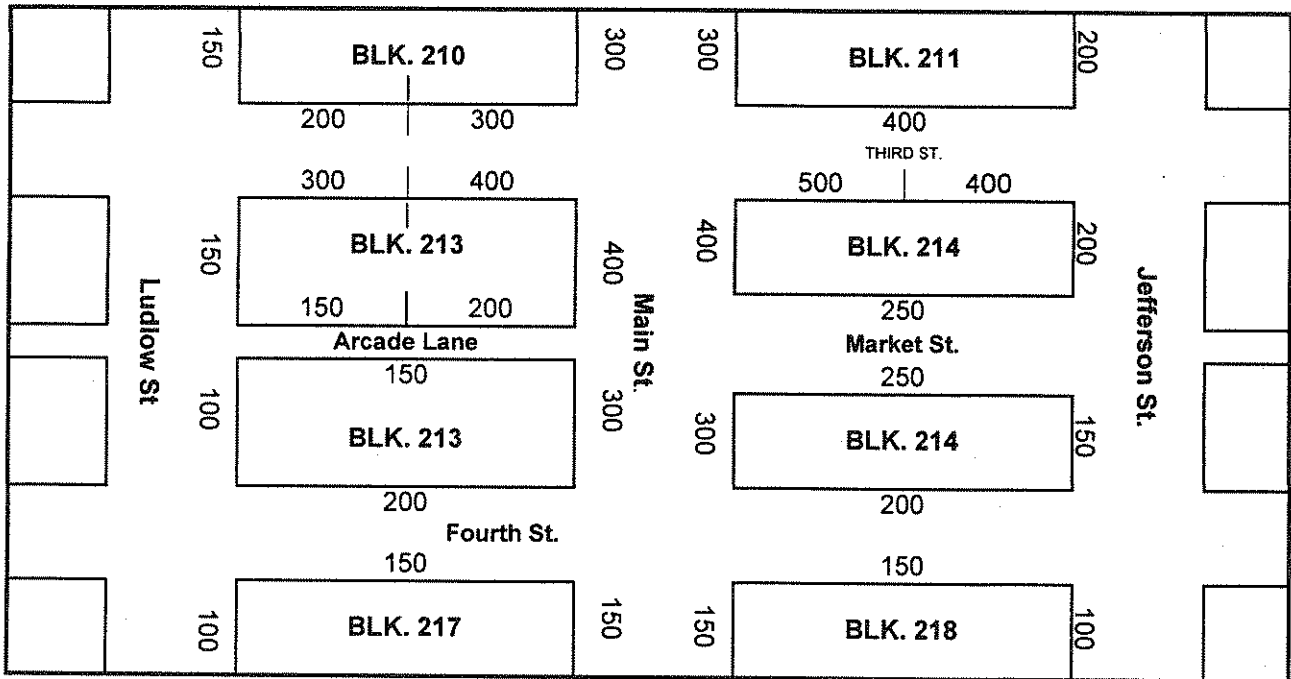 150
BLK. 210
300
300
BLK. 211
200
200 300
400
THIRD ST.
300 400
500 400
150
BLK. 213
400
400
BLK. 214
200
150 200
250
Ludlow St
Arcade Lane
Main St.
Market St.
Jefferson St.
150
250
100
BLK. 213
300
300
BLK. 214
150
200
200
Fourth St.
150
150
100
BLK. 217
150
150
BLK. 218
100